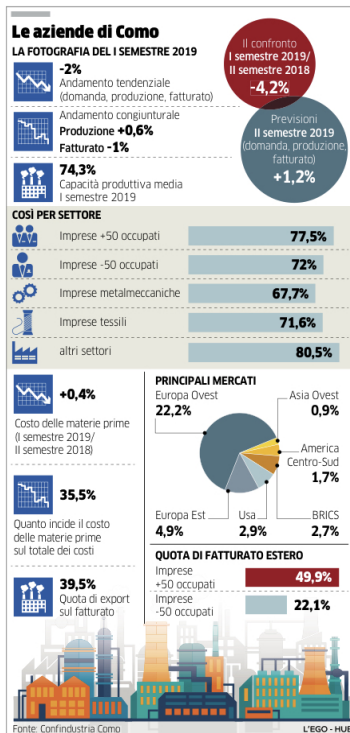 Le aziende di Como
LA FOTOGRAFIA DEL I SEMESTRE 2019
-2%
Andamento tendenziale
(domanda, produzione, fatturato)
Andamento congiunturale
Produzione +0,6%
Fatturato -1%
74,3%
Capacità produttiva media
I semestre 2019
Il confronto
I semestre 2019/
II semestre 2018
-4,2%
Previsioni
II semestre 2019
(domanda, produzione,
fatturato)
+1,2%
COSÌ PER SETTORE
Imprese +50 occupati 77,5%
Imprese -50 occupati 72%
Imprese metalmeccaniche 67,7%
Imprese tessili 71,6%
altri settori 80,5%
+0,4%
Costo delle materie prime
(I semestre 2019/
II semestre 2018)
35,5%
Quanto incide il costo
delle materie prime
sul totale dei costi
39,5%
Quota di export
sul fatturato
PRINCIPALI MERCATI
Europa Ovest
22,2%
Asia Ovest
0,9%
America
Centro-Sud
1,7%
Europa Est
4,9%
Usa
2,9%
BRICS
2,7%
QUOTA DI FATTURATO ESTERO
Imprese
+50 occupati
49,9%
Imprese
-50 occupati
22,1%
Fonte: Confindustria Como
L'EGO - HUB